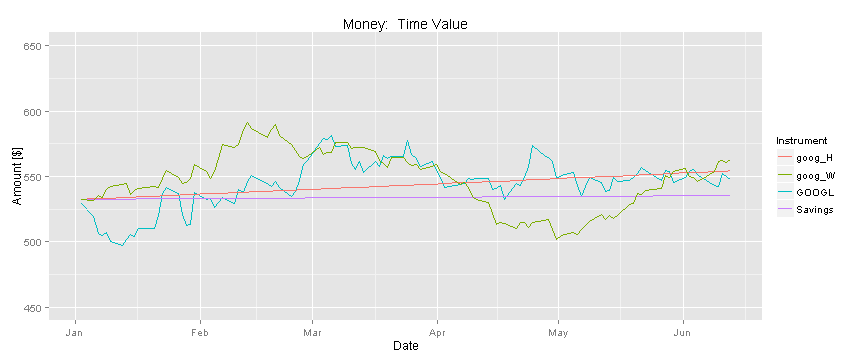 Money:  Time Value
650
600
550
500
450
Amount [$]
Jan Feb Mar Apr May Jun
Date
Instrument
goog_H
goog_W
GOOGL
Savings